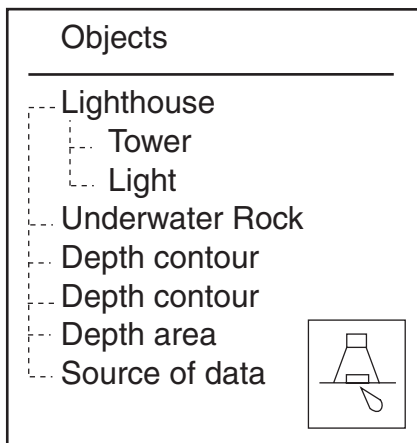 Objects
Lighthouse
Tower
Light
Underwater Rock
Depth contour
Depth contour
Depth area
Source of data